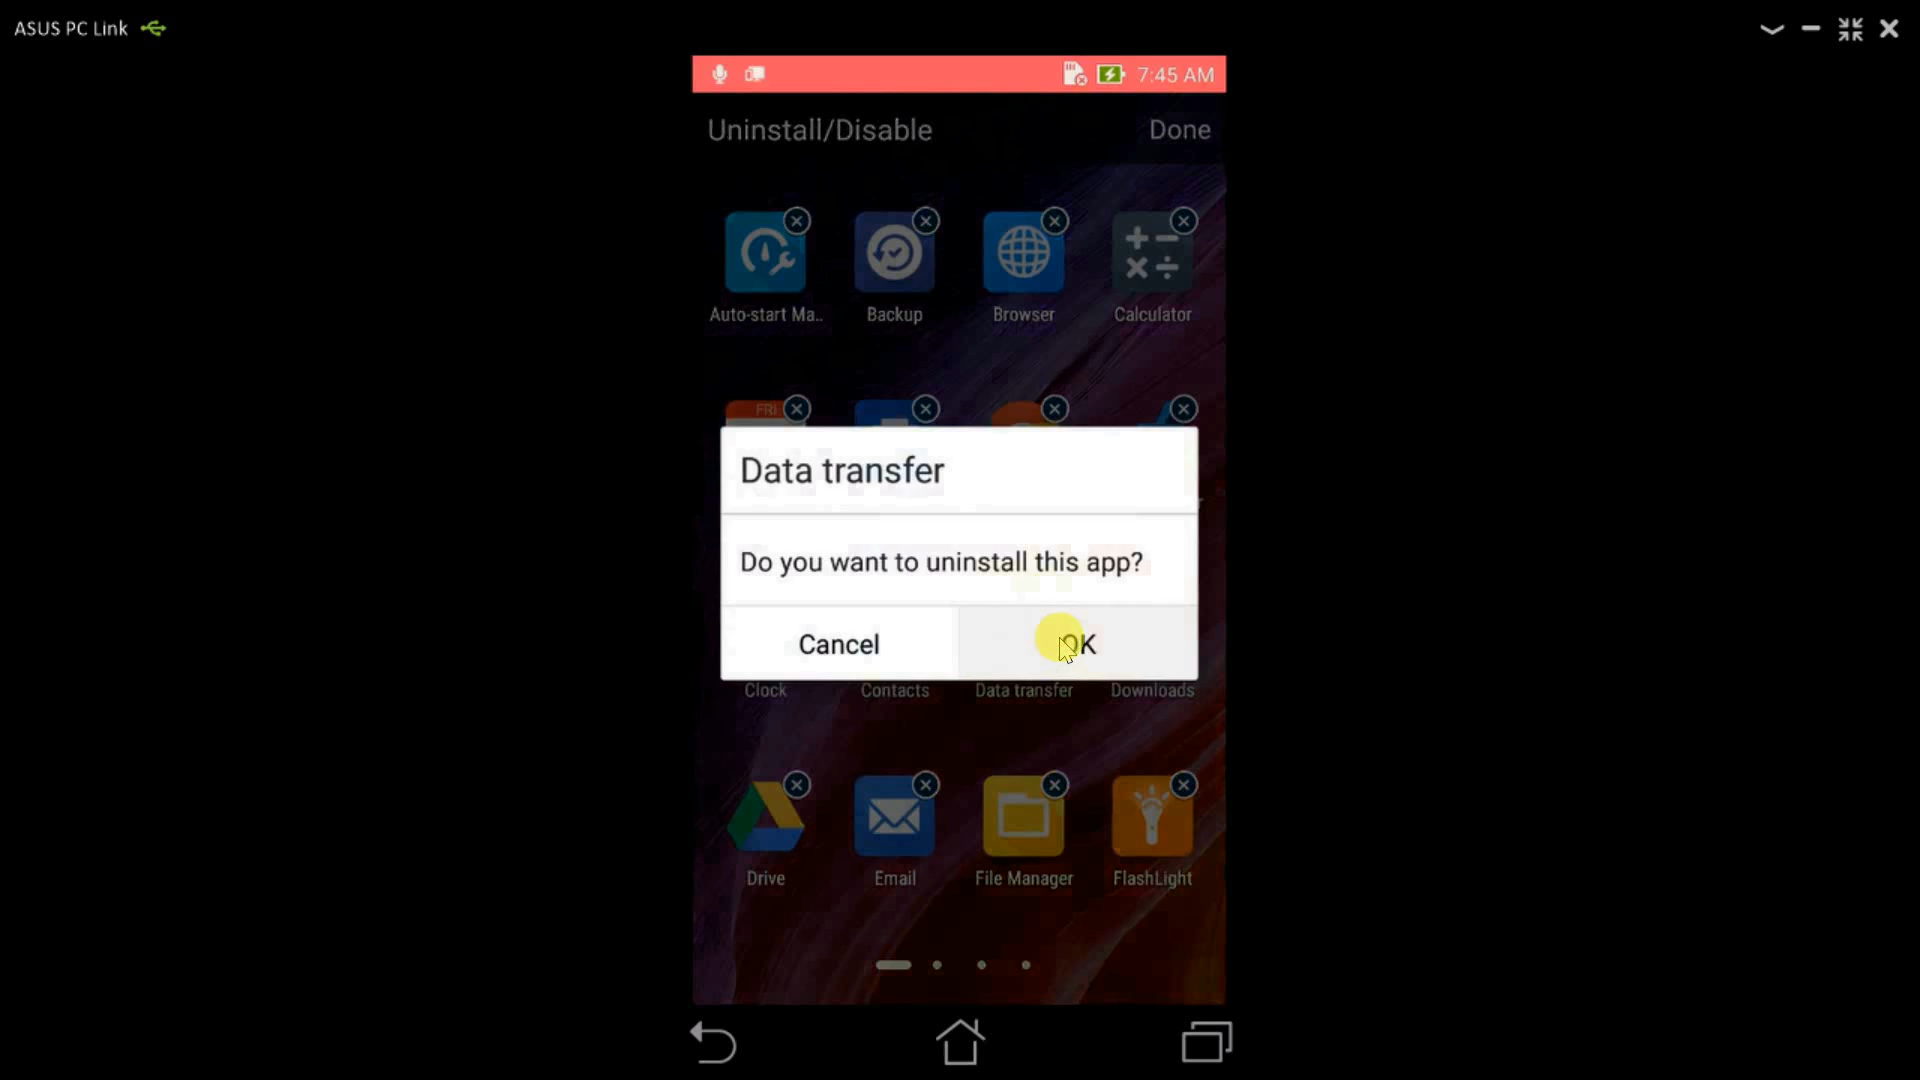 ASUS PC Link
7:45 AM
Uninstall/Disable
Done
Auto-start Ma..
Backup
Browser
Calculator
FRI
Data transfer
Do you want to uninstall this app?
Cancel
OK
Clock
Contacts
Data transfer
Downloads
Drive
Email
File Manager
FlashLight